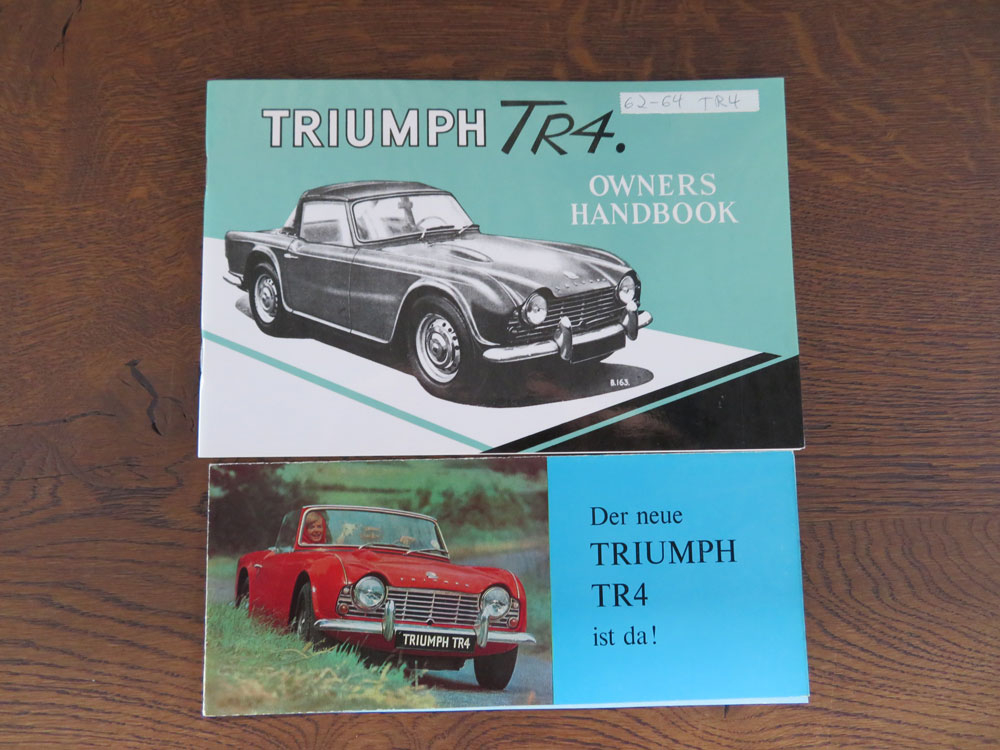 62-64 TR4
TRIUMPH TR4.
OWNERS
HANDBOOK
B.163.
TRIUMPH TR4
Der neue
TRIUMPH
TR4
ist da!